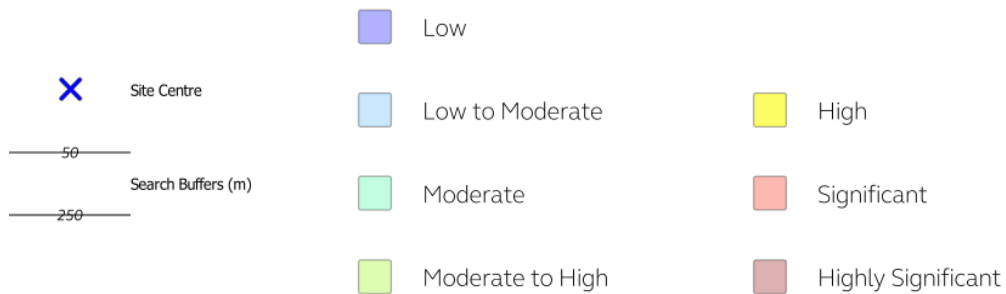 Site Centre
50
Search Buffers (m)
250
Low
Low to Moderate
Moderate
Moderate to High
High
Significant
Highly Significant